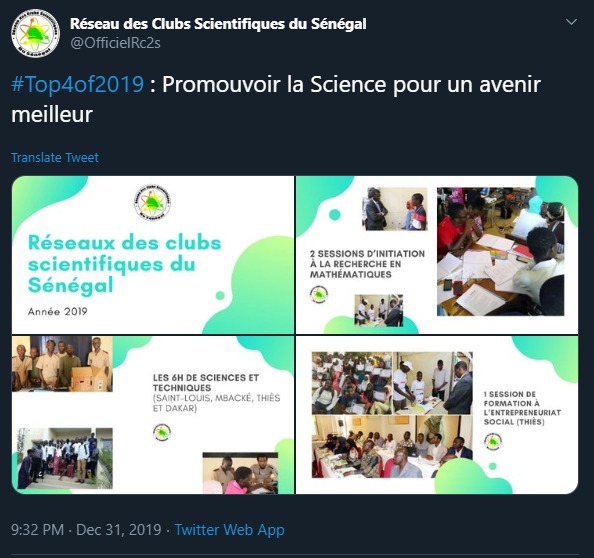 Réseau des Clubs Scientifiques du Sénégal
@OfficielRc2s
#Top4of2019 : Promouvoir la Science pour un avenir
meilleur
Translate Tweet
Réseaux des clubs
scientifiques du
Sénégal
Année 2019
2 SESSIONS D'INITIATION
À LA RECHERCHE EN
MATHÉMATIQUES
LES 6H DE SCIENCES ET
TECHNIQUES
(SAINT-LOUIS, MBACKÉ, THIÈS
ET DAKAR)
1 SESSION DE
FORMATION À
L'ENTREPRENEURIAT
SOCIAL (THIÈS)
9:32 PM · Dec 31, 2019 · Twitter Web App